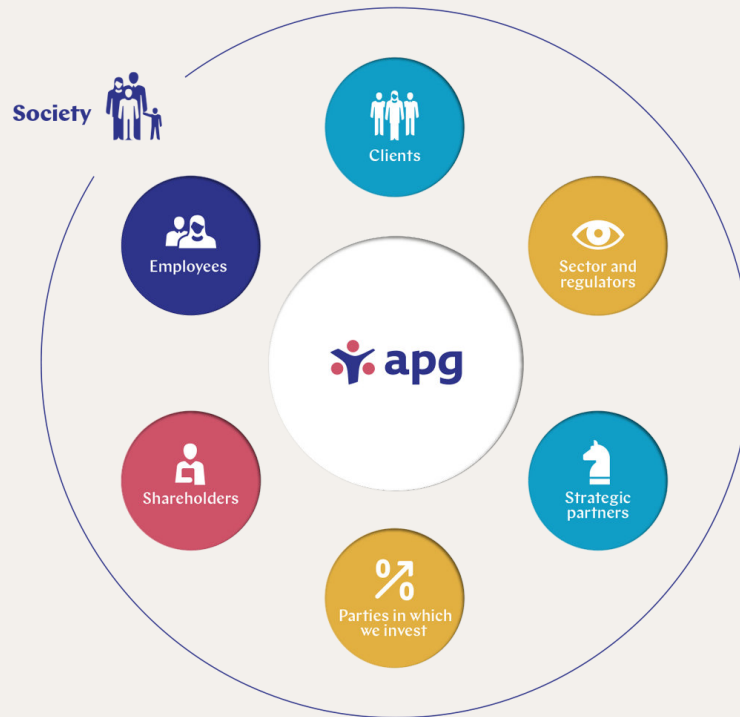 Society
Clients
Employees
Sector and
regulators
apg
Shareholders
Strategic
partners
Parties in which
we invest